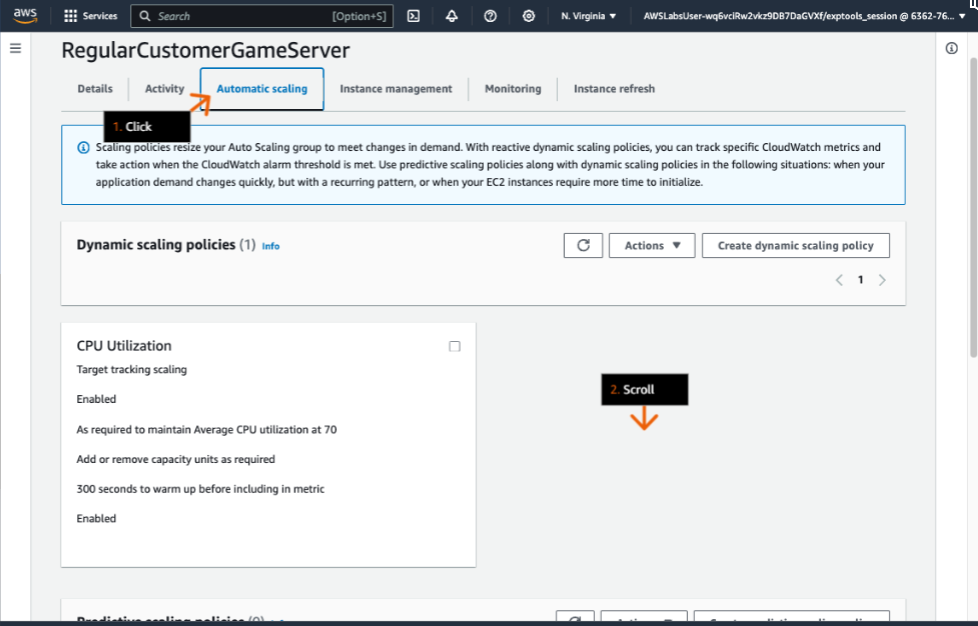 aws
Services
Search
[Option+S]
N. Virginia
AWSLabsUser-wq6vciRw2vkz9DB7DaGVXf/exptools_session @ 6362-76...
RegularCustomerGameServer
Details
Activity
Automatic scaling
Instance management
Monitoring
Instance refresh
1. Click
Scaling policies resize your Auto Scaling group to meet changes in demand. With reactive dynamic scaling policies, you can track specific CloudWatch metrics and
take action when the CloudWatch alarm threshold is met. Use predictive scaling policies along with dynamic scaling policies in the following situations: when your
application demand changes quickly, but with a recurring pattern, or when your EC2 instances require more time to initialize.
Dynamic scaling policies (1) Info
Actions
Create dynamic scaling policy
1
CPU Utilization
Target tracking scaling
Enabled
As required to maintain Average CPU utilization at 70
Add or remove capacity units as required
300 seconds to warm up before including in metric
Enabled
2. Scroll
Predictive scaling policies (0)